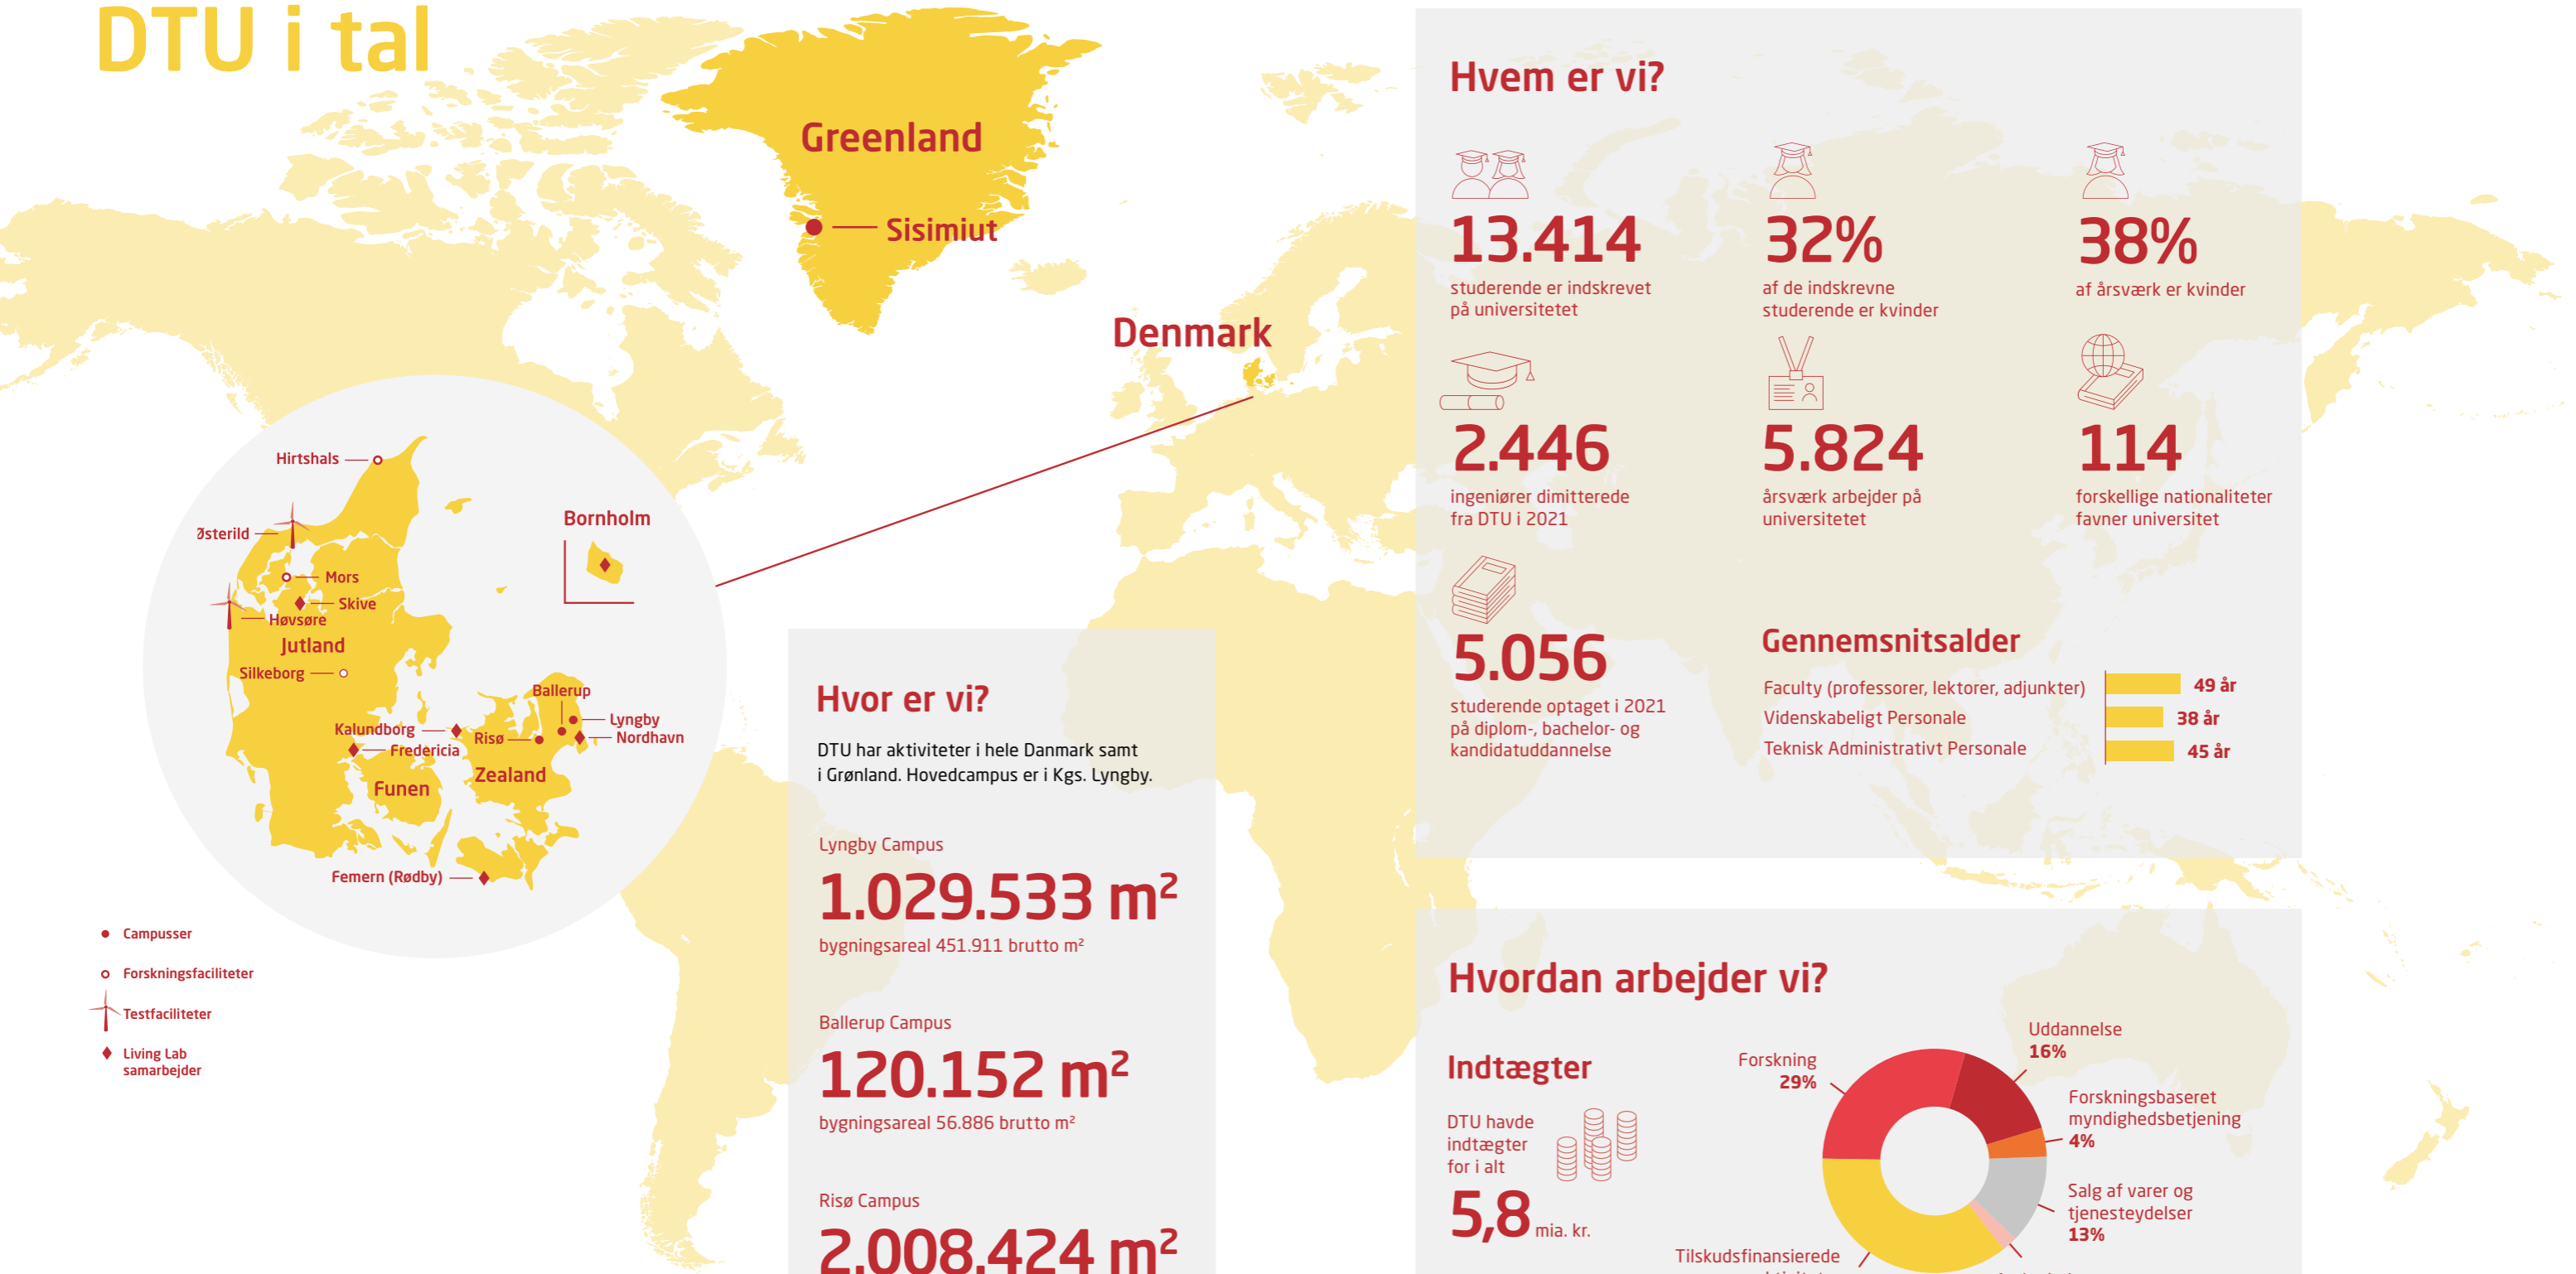 DTU i tal
Greenland
Sisimiut
Denmark
Hirtshals
Østerild
Bornholm
Mors
Skive
Høvsøre
Jutland
Silkeborg
Ballerup
Lyngby
Kalundborg
Risø
Nordhavn
Fredericia
Zealand
Funen
Femern (Rødby)
Campusser
Forskningsfaciliteter
Testfaciliteter
Living Lab
samarbejder
Hvor er vi?
DTU har aktiviteter i hele Danmark samt
i Grønland. Hovedcampus er i Kgs. Lyngby.
Lyngby Campus
1.029.533 m²
bygningsareal 451.911 brutto m²
Ballerup Campus
120.152 m²
bygningsareal 56.886 brutto m²
Risø Campus
2.008.424 m²
Hvem er vi?
13.414
studerende er indskrevet
på universitetet
32%
af de indskrevne
studerende er kvinder
38%
af årsværk er kvinder
2.446
ingeniører dimitterede
fra DTU i 2021
5.824
årsværk arbejder på
universitetet
114
forskellige nationaliteter
favner universitet
5.056
studerende optaget i 2021
på diplom-, bachelor- og
kandidatuddannelse
Gennemsnitsalder
Faculty (professorer, lektorer, adjunkter) 49 år
Videnskabeligt Personale 38 år
Teknisk Administrativt Personale 45 år
Hvordan arbejder vi?
Indtægter
DTU havde
indtægter
for i alt
5,8 mia. kr.
Forskning
29%
Uddannelse
16%
Forskningsbaseret
myndighedsbetjening
4%
Salg af varer og
tjenesteydelser
13%
Tilskudsfinansierede